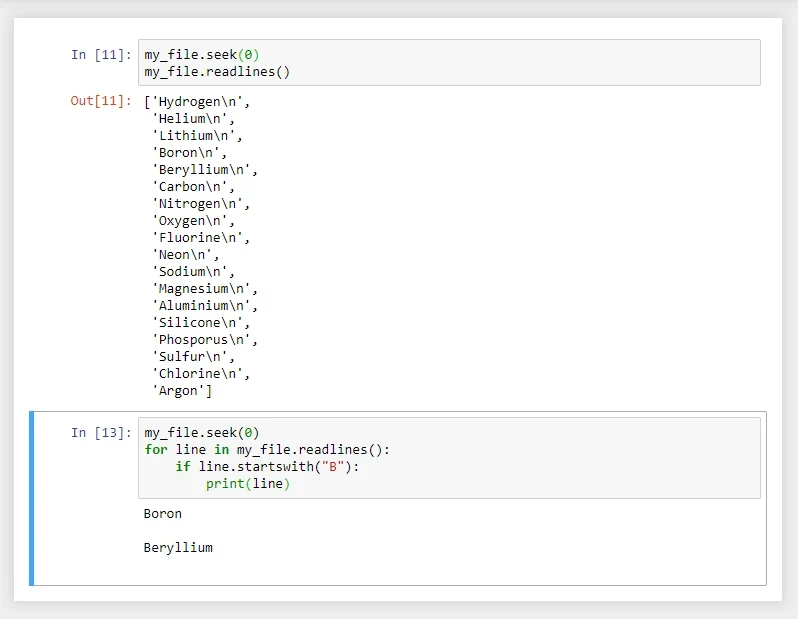 In [11]: my_file.seek(0)
my_file.readlines()
Out[11]: ['Hydrogen\n',
'Helium\n',
'Lithium\n',
'Boron\n',
'Beryllium\n',
'Carbon\n',
'Nitrogen\n',
'Oxygen\n',
'Fluorine\n',
'Neon\n',
'Sodium\n',
'Magnesium\n',
'Aluminium\n',
'Silicone\n',
'Phosporus\n',
'Sulfur\n',
'Chlorine\n',
'Argon']
In [13]: my_file.seek(0)
for line in my_file.readlines():
    if line.startswith("B"):
        print(line)
Boron
Beryllium